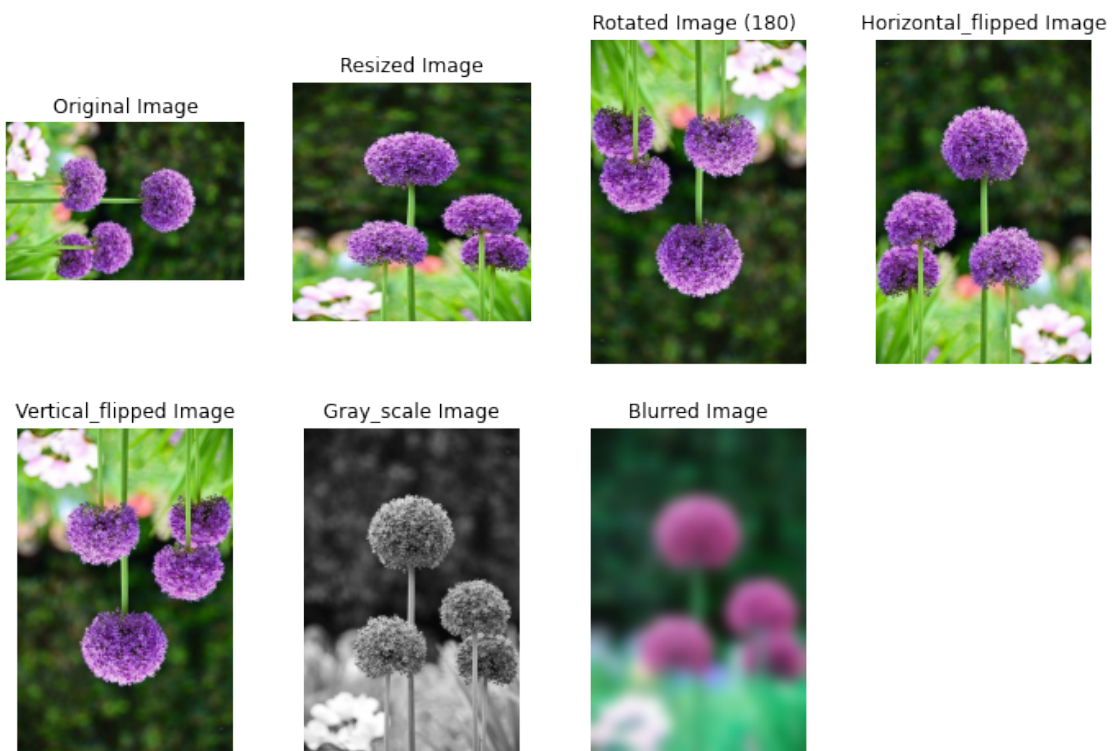 Original Image
Resized Image
Rotated Image (180)
Horizontal_flipped Image
Vertical_flipped Image
Gray_scale Image
Blurred Image